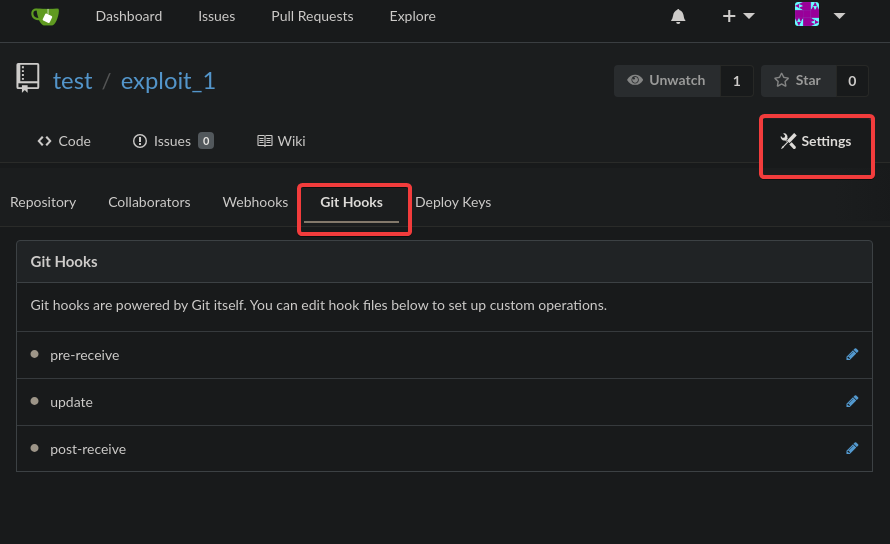 Dashboard Issues Pull Requests Explore
test / exploit_1
Unwatch 1 Star 0
Code Issues 0 Wiki Settings
Repository Collaborators Webhooks Git Hooks Deploy Keys
Git Hooks
Git hooks are powered by Git itself. You can edit hook files below to set up custom operations.
pre-receive
update
post-receive